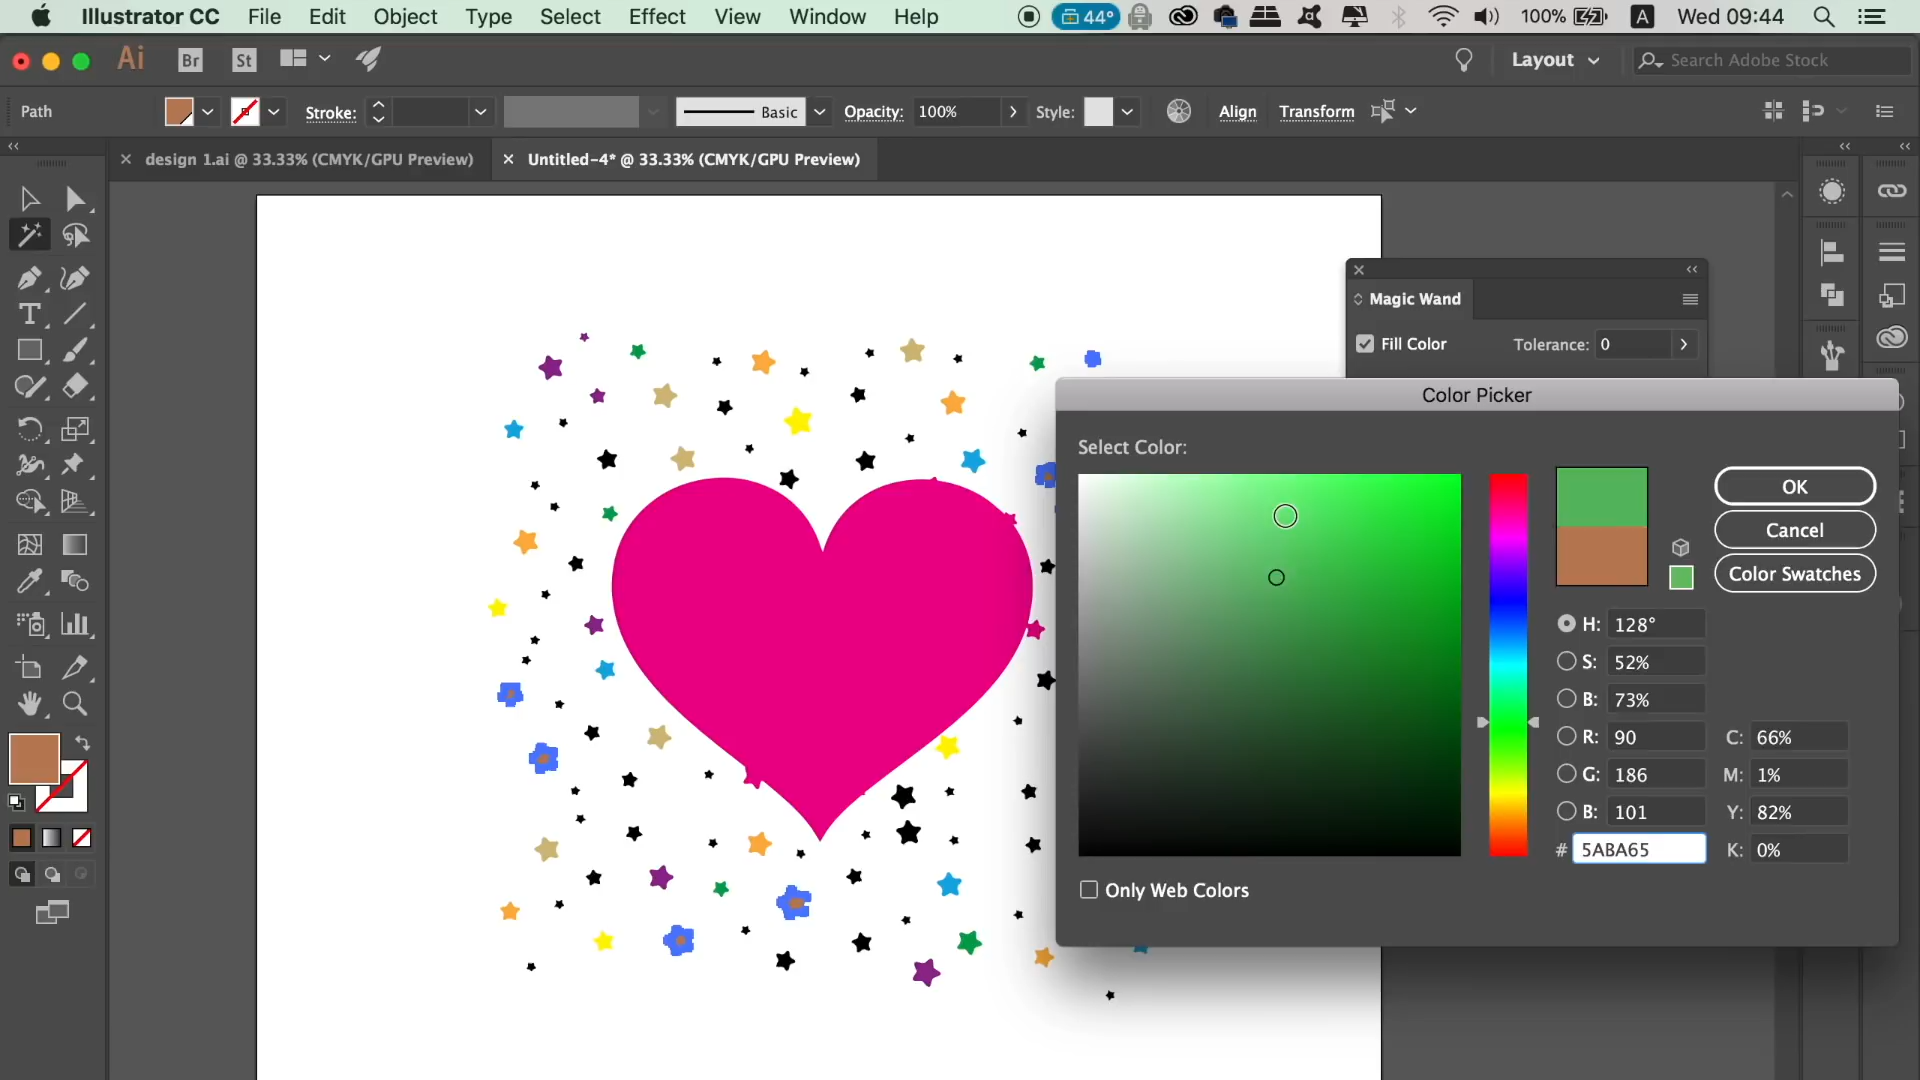 Illustrator CC File Edit Object Type Select Effect View Window Help 44° 100% A Wed 09:44
Ai Br St Layout Search Adobe Stock
Path Stroke: Basic Opacity: 100% Style: Align Transform
design 1.ai @ 33.33% (CMYK/GPU Preview) Untitled-4* @ 33.33% (CMYK/GPU Preview)
Magic Wand
Fill Color Tolerance: 0
Color Picker
Select Color:
OK
Cancel
Color Swatches
H: 128°
S: 52%
B: 73%
R: 90 C: 66%
G: 186 M: 1%
B: 101 Y: 82%
# 5ABA65 K: 0%
Only Web Colors